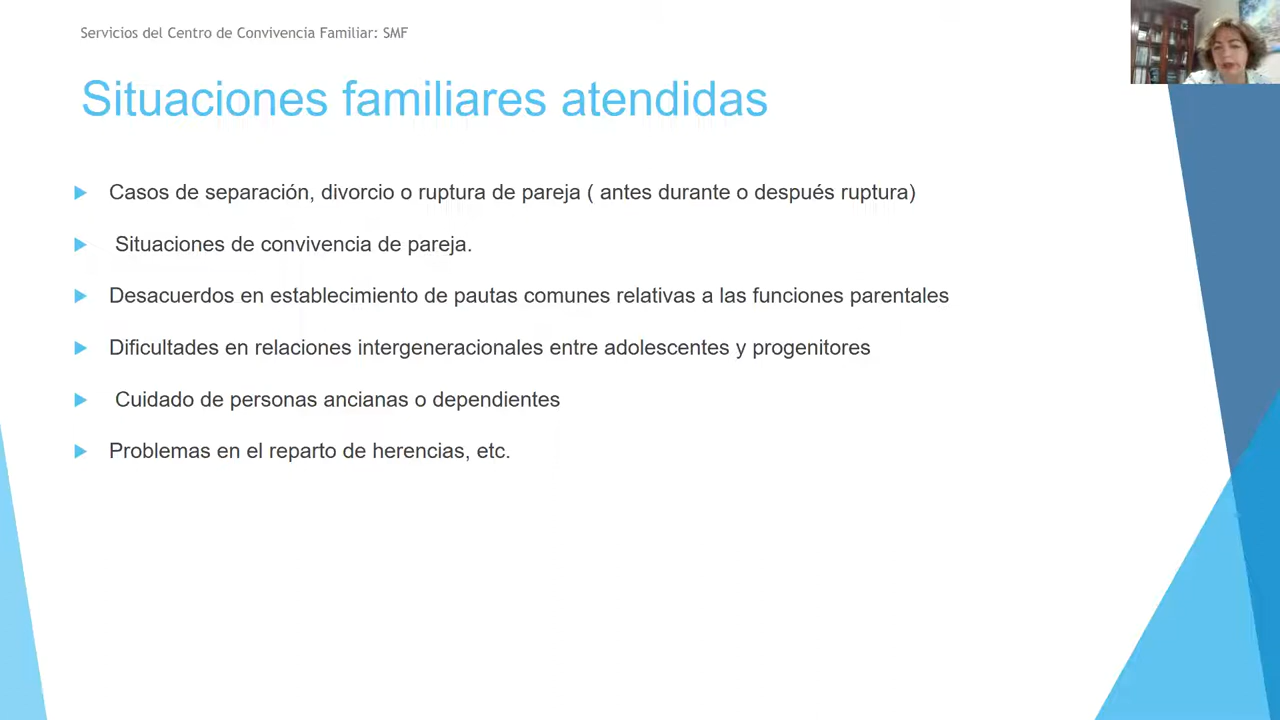 Servicios del Centro de Convivencia Familiar: SMF
Situaciones familiares atendidas
Casos de separación, divorcio o ruptura de pareja ( antes durante o después ruptura)
Situaciones de convivencia de pareja.
Desacuerdos en establecimiento de pautas comunes relativas a las funciones parentales
Dificultades en relaciones intergeneracionales entre adolescentes y progenitores
Cuidado de personas ancianas o dependientes
Problemas en el reparto de herencias, etc.